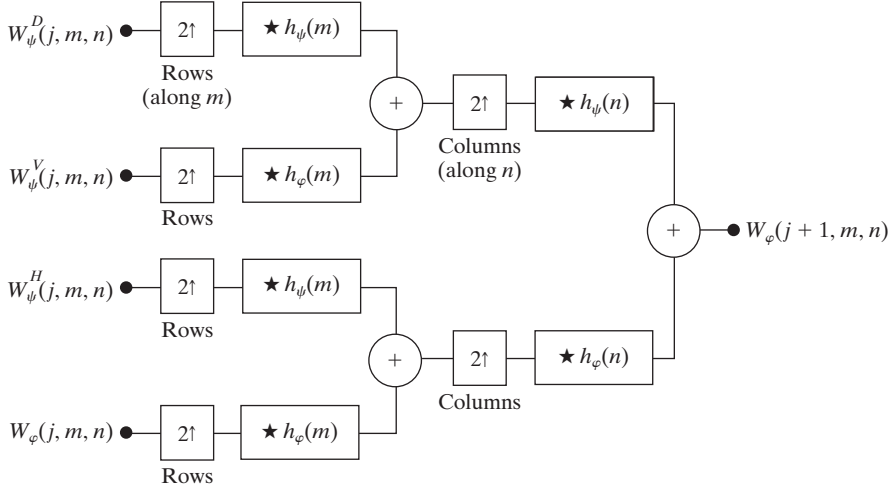 W_ψ^D(j, m, n)
2↑
★ h_ψ(m)
Rows
(along m)
+
2↑
★ h_ψ(n)
Columns
(along n)
W_ψ^V(j, m, n)
2↑
★ h_φ(m)
Rows
+
W_φ(j + 1, m, n)
W_ψ^H(j, m, n)
2↑
★ h_ψ(m)
Rows
+
2↑
★ h_φ(n)
Columns
W_φ(j, m, n)
2↑
★ h_φ(m)
Rows